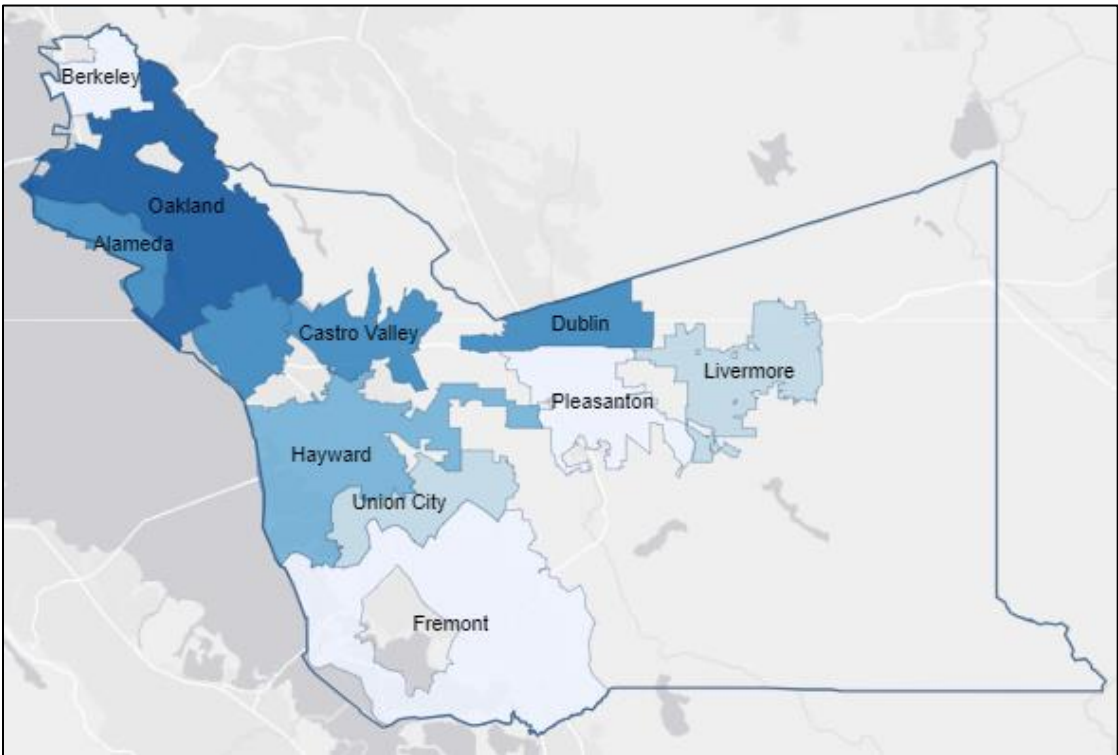 Berkeley
Oakland
Alameda
Castro Valley
Dublin
Livermore
Pleasanton
Hayward
Union City
Fremont